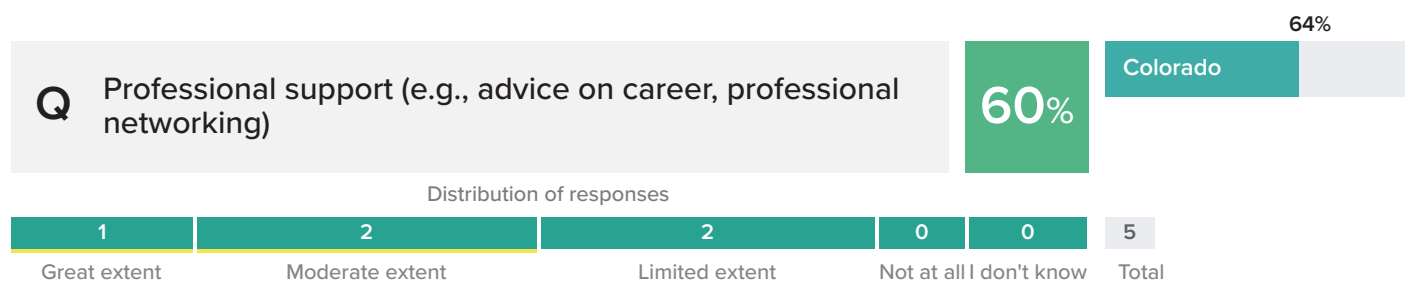 64%
Q
Professional support (e.g., advice on career, professional
networking)
60%
Colorado
Distribution of responses
1 2 2 0 0 5
Great extent Moderate extent Limited extent Not at all I don't know Total